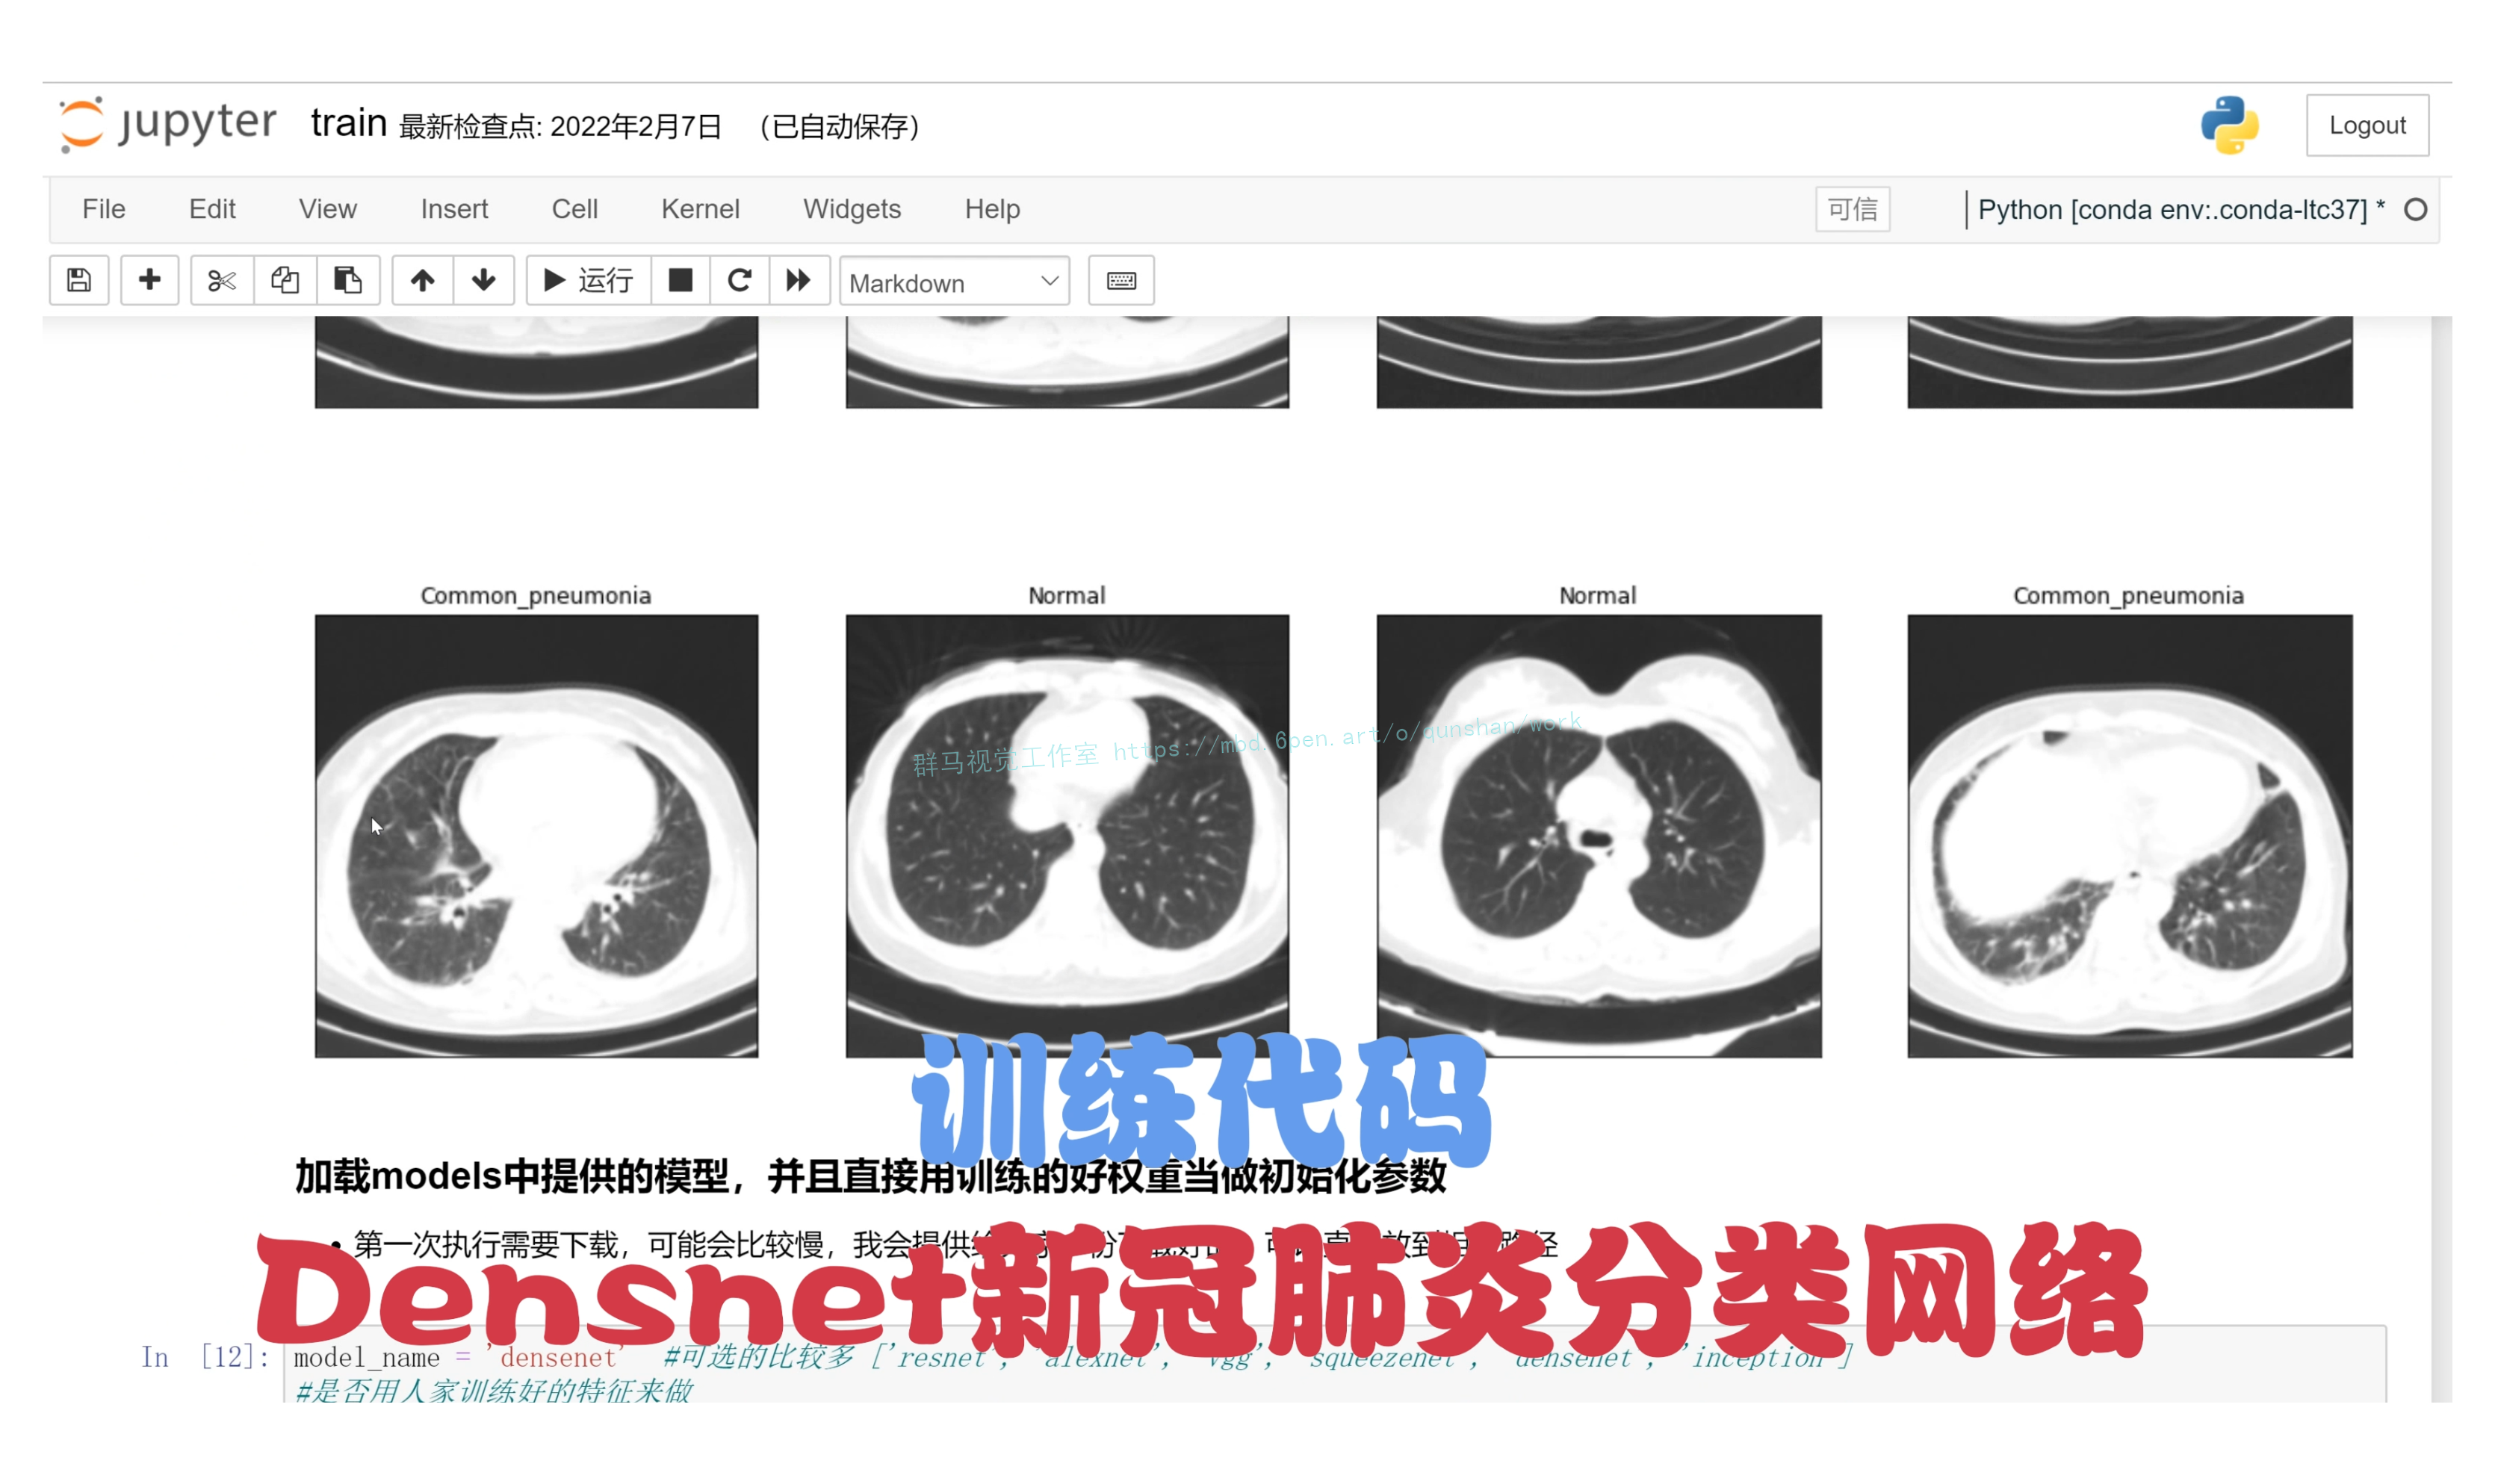 jupyter train 最新检查点: 2022年2月7日 (已自动保存) Logout
File Edit View Insert Cell Kernel Widgets Help 可信 Python [conda env:.conda-ltc37] *
运行 Markdown
Common_pneumonia Normal Normal Common_pneumonia
群马视觉工作室 https://mbd.6pen.art/o/qunshan/work
训练代码
加载models中提供的模型，并且直接用训练的好权重当做初始化参数
• 第一次执行需要下载，可能会比较慢，我会提供给
Densnet新冠肺炎分类网络
In [12]: model_name = 'densenet' #可选的比较多 ['resnet', 'alexnet', 'vgg', 'squeezenet', 'densenet', 'inception']
#是否用人家训练好的特征来做